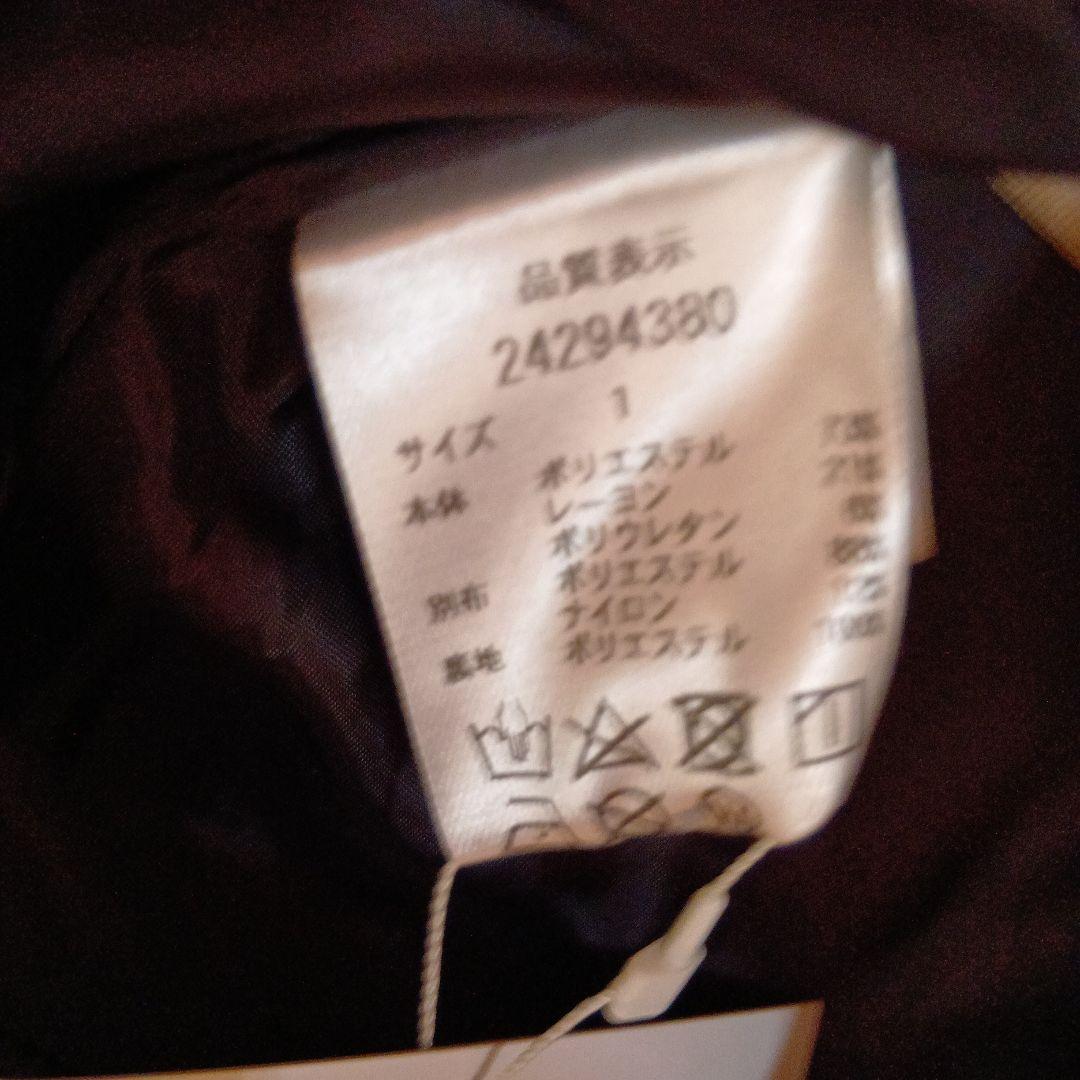 品質表示
24294380
サイズ 1
本体 ポリエステル
レーヨン
ポリウレタン
別布 ポリエステル
ナイロン
裏地 ポリエステル